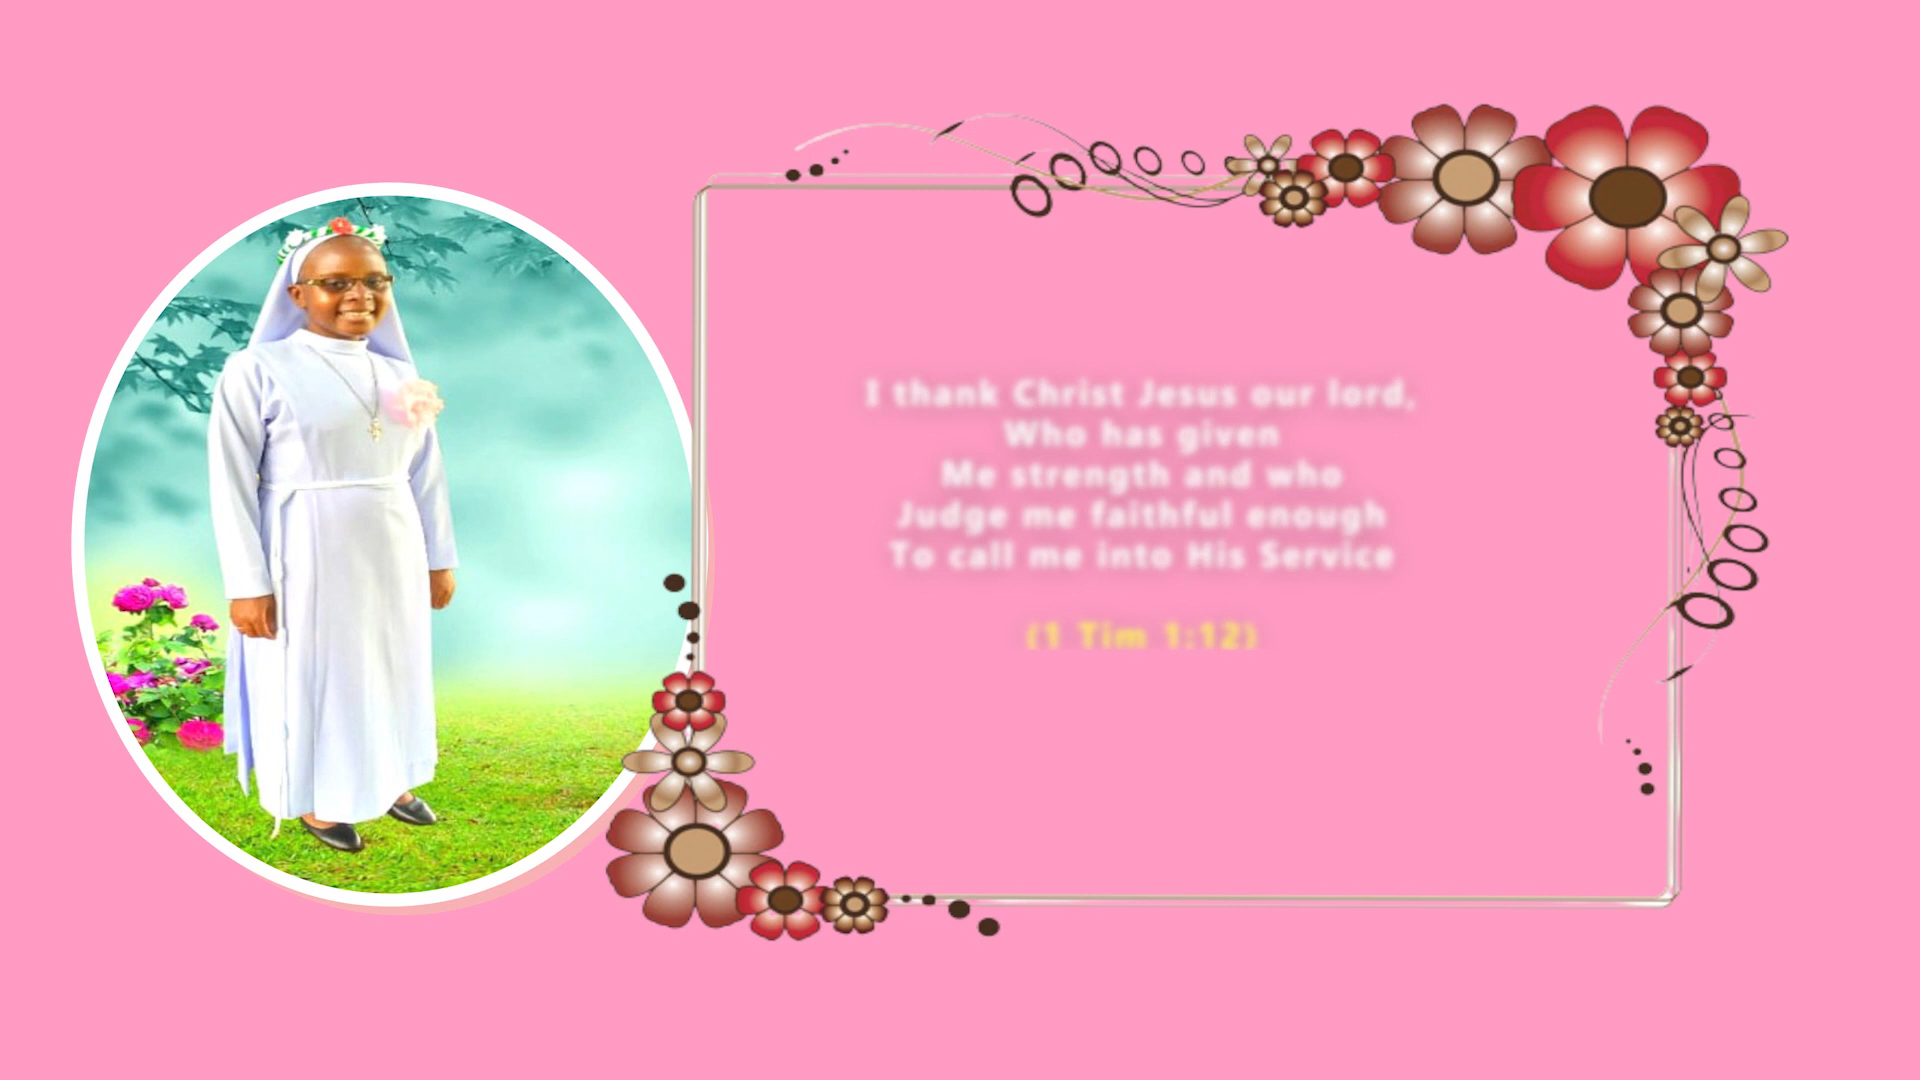 I thank Christ Jesus our lord,
Who has given
Me strength and who
Judge me faithful enough
To call me into His Service
(1 Tim 1:12)